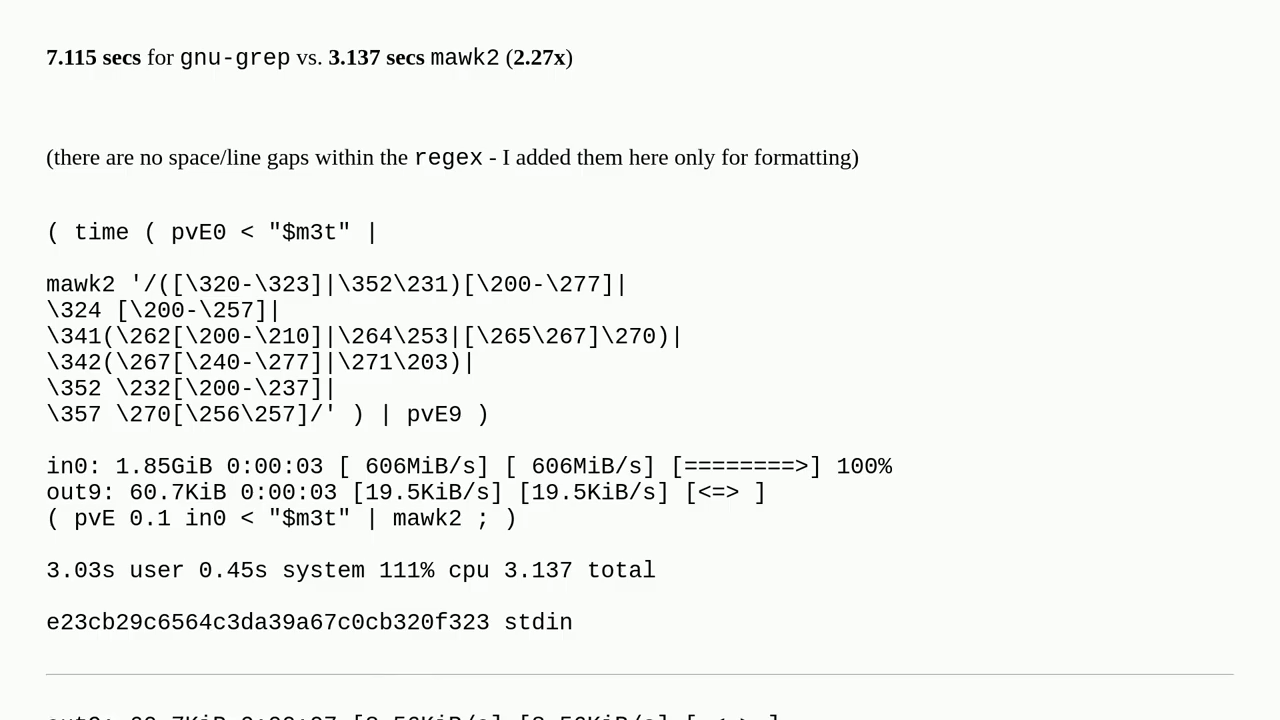 7.115 secs for gnu-grep vs. 3.137 secs mawk2 (2.27x)
(there are no space/line gaps within the regex - I added them here only for formatting)
( time ( pvE0 < "$m3t" |
mawk2 '/([\320-\323]|\352\231)[\200-\277]|
\324 [\200-\257]|
\341(\262[\200-\210]|\264\253|[\265\267]\270)|
\342(\267[\240-\277]|\271\203)|
\352 \232[\200-\237]|
\357 \270[\256\257]/' ) | pvE9 )
in0: 1.85GiB 0:00:03 [ 606MiB/s] [ 606MiB/s] [========>] 100%
out9: 60.7KiB 0:00:03 [19.5KiB/s] [19.5KiB/s] [<=> ]
( pvE 0.1 in0 < "$m3t" | mawk2 ; )
3.03s user 0.45s system 111% cpu 3.137 total
e23cb29c6564c3da39a67c0cb320f323 stdin